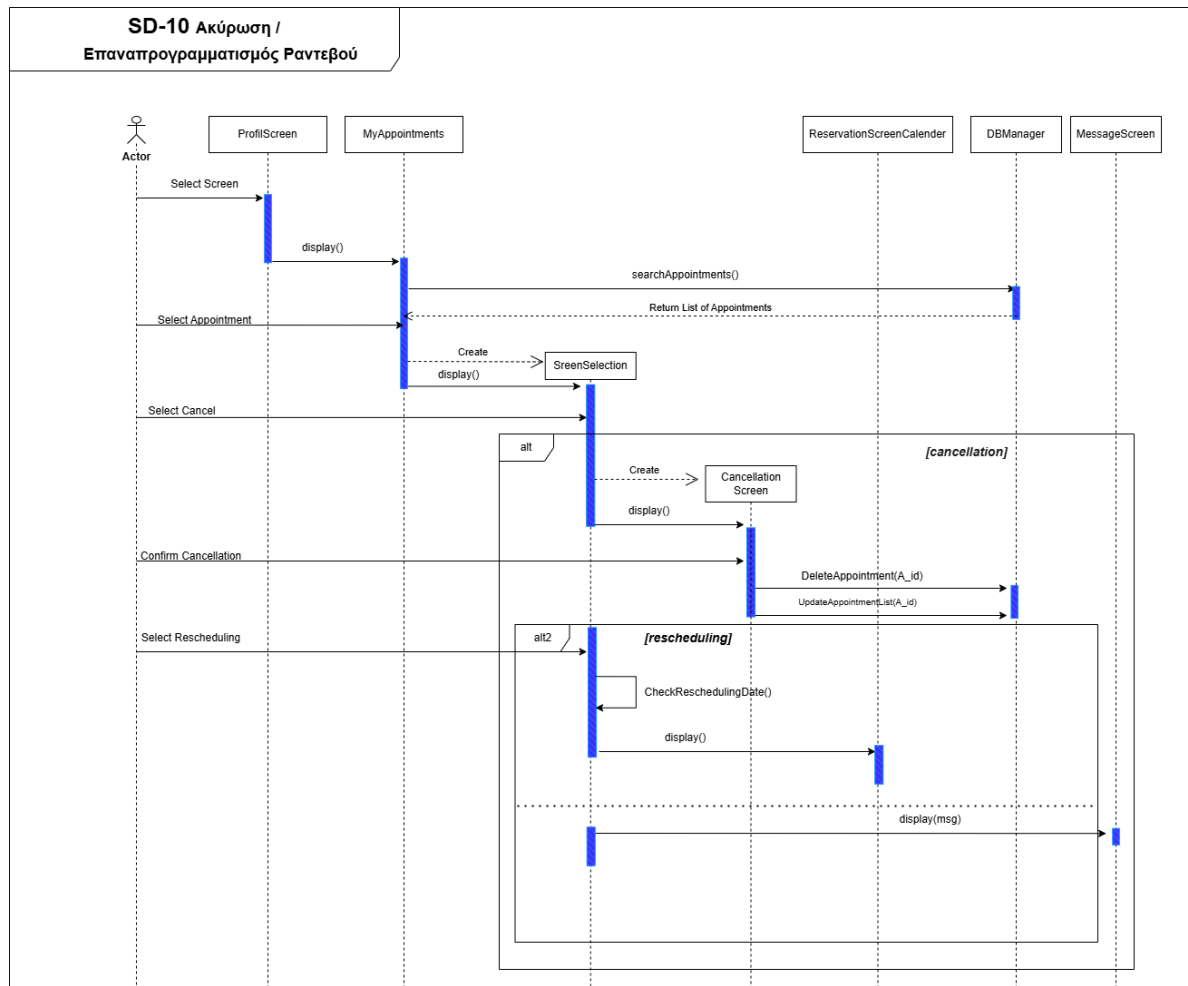 SD-10 Ακύρωση /
Επαναπρογραμματισμός Ραντεβού
Actor
ProfilScreen
MyAppointments
ReservationScreenCalender
DBManager
MessageScreen
Select Screen
display()
searchAppointments()
Return List of Appointments
Select Appointment
Create
SreenSelection
display()
Select Cancel
alt
[cancellation]
Create
Cancellation
Screen
display()
Confirm Cancellation
DeleteAppointment(A_id)
UpdateAppointmentList(A_id)
Select Rescheduling
alt2
[rescheduling]
CheckReschedulingDate()
display()
display(msg)